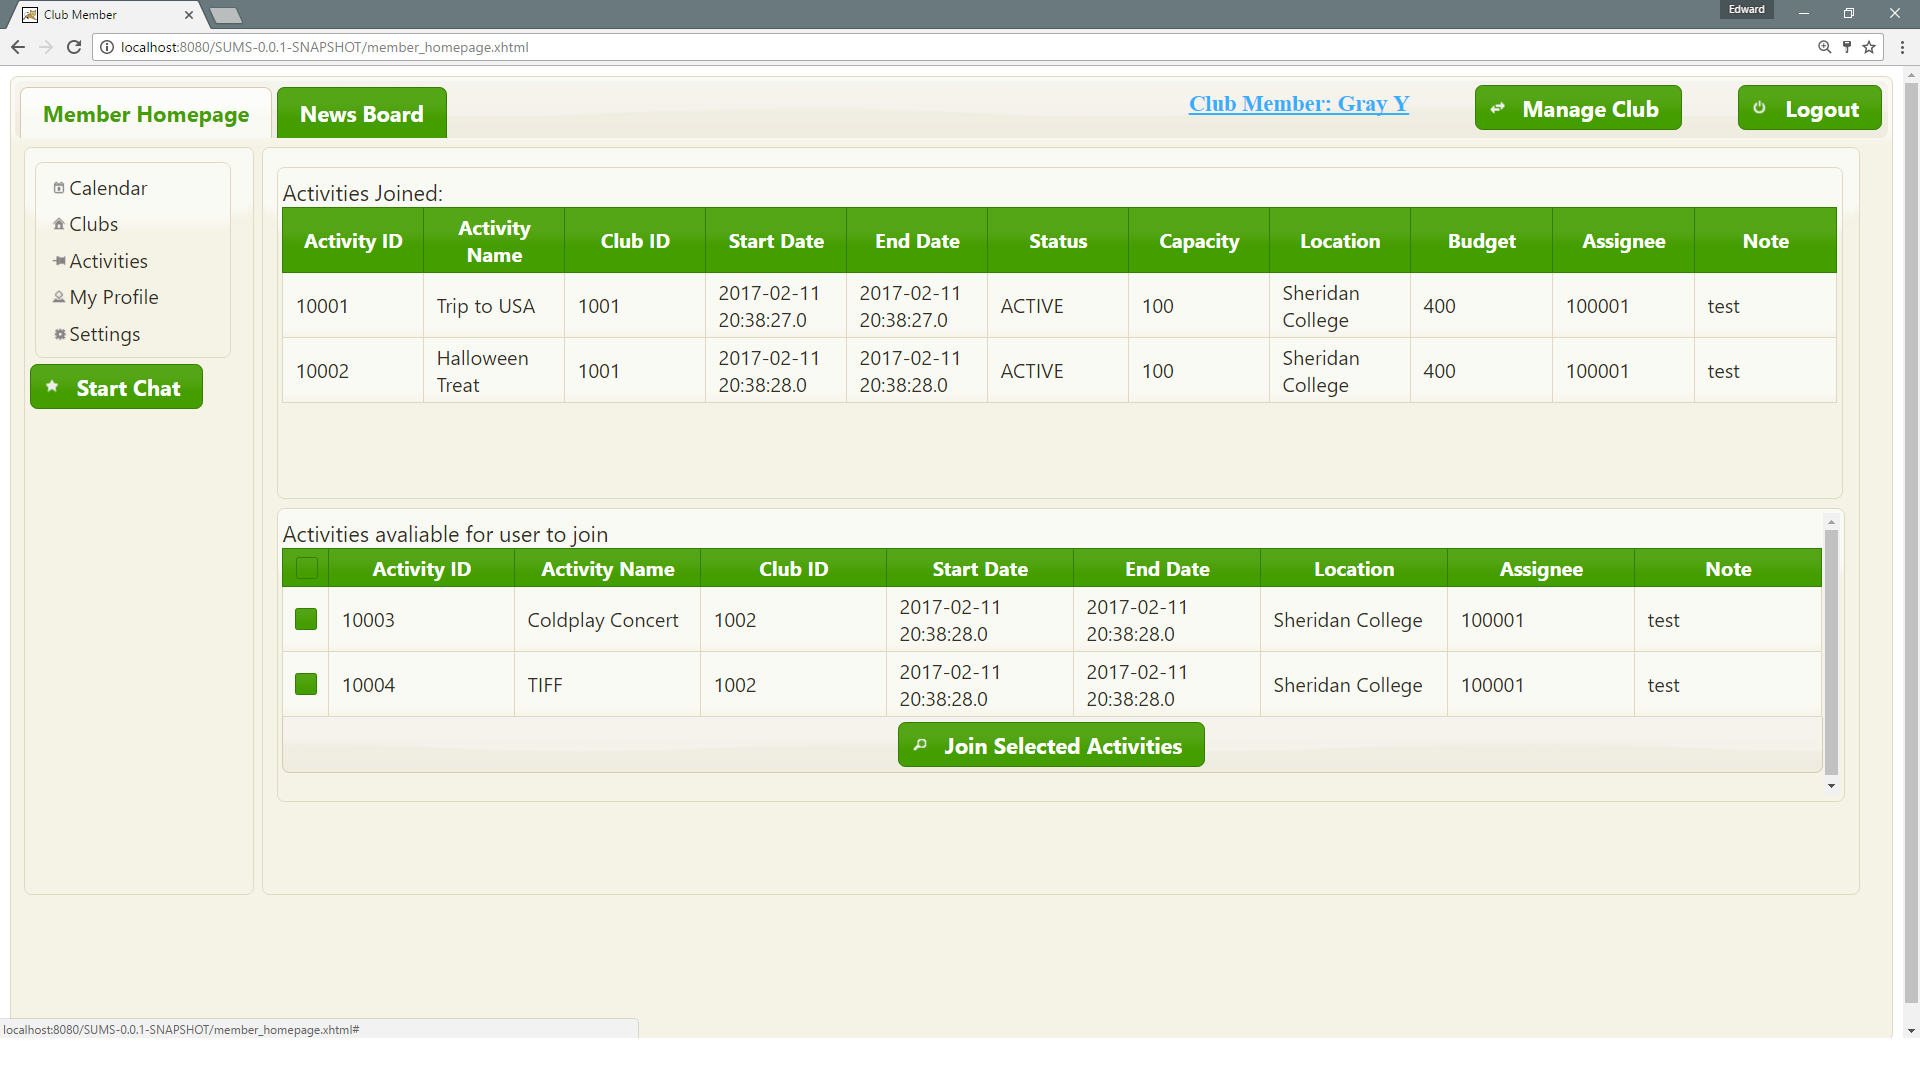 Club Member
Edward
localhost:8080/SUMS-0.0.1-SNAPSHOT/member_homepage.xhtml
Member Homepage
News Board
Club Member: Gray Y
Manage Club
Logout
Calendar
Clubs
Activities
My Profile
Settings
Start Chat
Activities Joined:
Activity ID Activity Name Club ID Start Date End Date Status Capacity Location Budget Assignee Note
10001 Trip to USA 1001 2017-02-11 20:38:27.0 2017-02-11 20:38:27.0 ACTIVE 100 Sheridan College 400 100001 test
10002 Halloween Treat 1001 2017-02-11 20:38:28.0 2017-02-11 20:38:28.0 ACTIVE 100 Sheridan College 400 100001 test
Activities avaliable for user to join
Activity ID Activity Name Club ID Start Date End Date Location Assignee Note
10003 Coldplay Concert 1002 2017-02-11 20:38:28.0 2017-02-11 20:38:28.0 Sheridan College 100001 test
10004 TIFF 1002 2017-02-11 20:38:28.0 2017-02-11 20:38:28.0 Sheridan College 100001 test
Join Selected Activities
localhost:8080/SUMS-0.0.1-SNAPSHOT/member_homepage.xhtml#